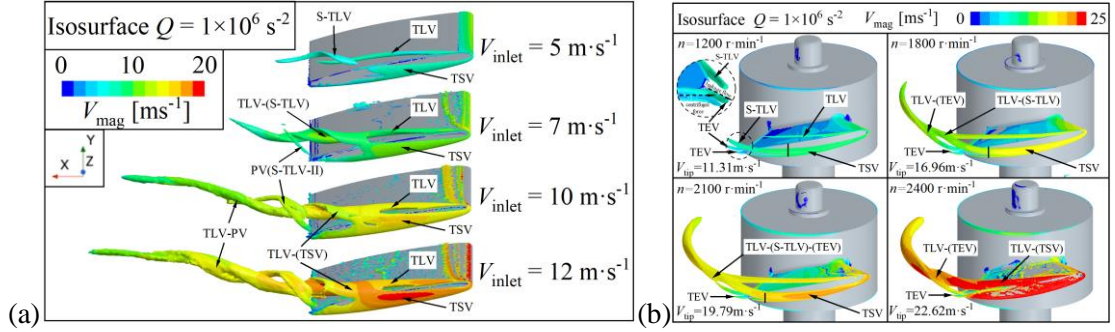 Isosurface Q = 1×10⁶ s⁻²
0 10 20
V_mag [ms⁻¹]
Y
X Z
S-TLV
TLV
TSV
V_inlet = 5 m·s⁻¹
TLV-(S-TLV)
TLV
TSV
V_inlet = 7 m·s⁻¹
PV(S-TLV-II)
TLV
TSV
V_inlet = 10 m·s⁻¹
TLV-PV
TLV-(TSV)
TLV
TSV
V_inlet = 12 m·s⁻¹
(a)
Isosurface Q = 1×10⁶ s⁻² V_mag [ms⁻¹] 0 25
n=1200 r·min⁻¹
S-TLV
centrifugal
force
S-TLV
TLV
TEV
TEV
TSV
V_tip=11.31m·s⁻¹
n=1800 r·min⁻¹
TLV-(TEV)
TLV-(S-TLV)
TEV
TSV
V_tip=16.96m·s⁻¹
n=2100 r·min⁻¹
TLV-(S-TLV)-(TEV)
TEV
TSV
V_tip=19.79m·s⁻¹
n=2400 r·min⁻¹
TLV-(TEV)
TLV-(TSV)
TEV
TSV
V_tip=22.62m·s⁻¹
(b)